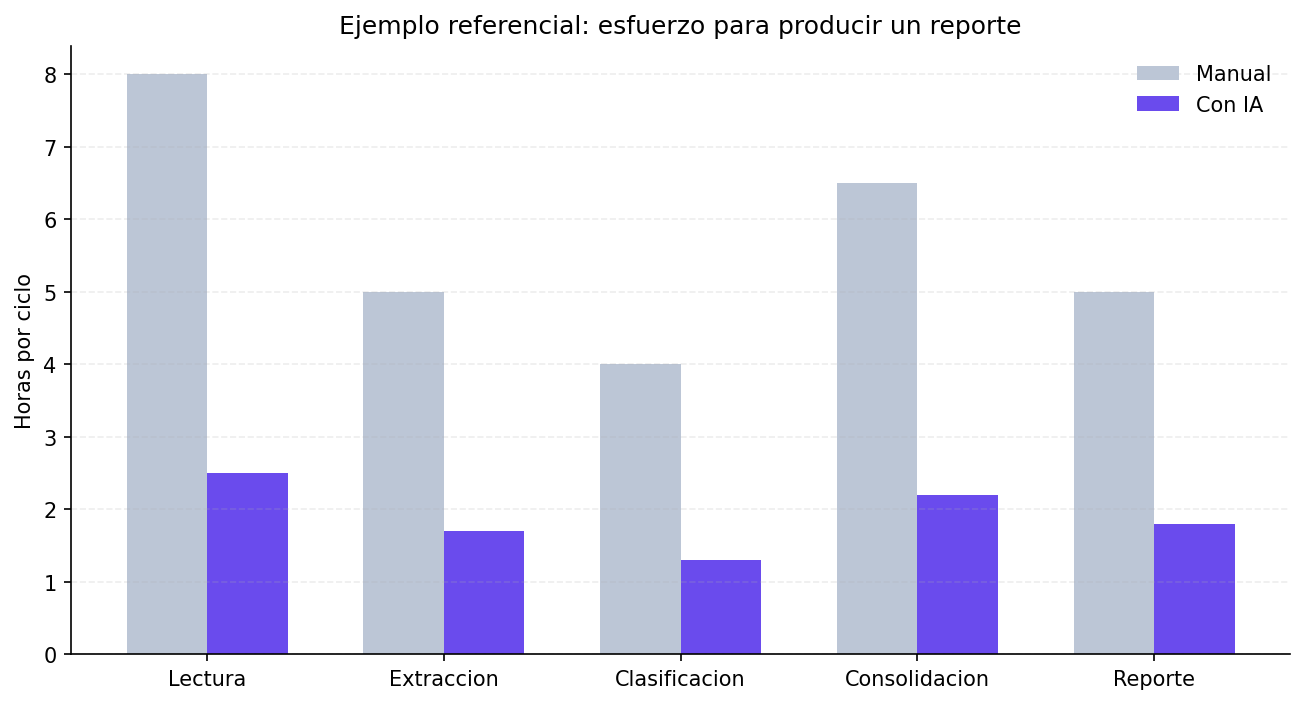 Ejemplo referencial: esfuerzo para producir un reporte
Manual
Con IA
Horas por ciclo
8
7
6
5
4
3
2
1
0
Lectura
Extraccion
Clasificacion
Consolidacion
Reporte